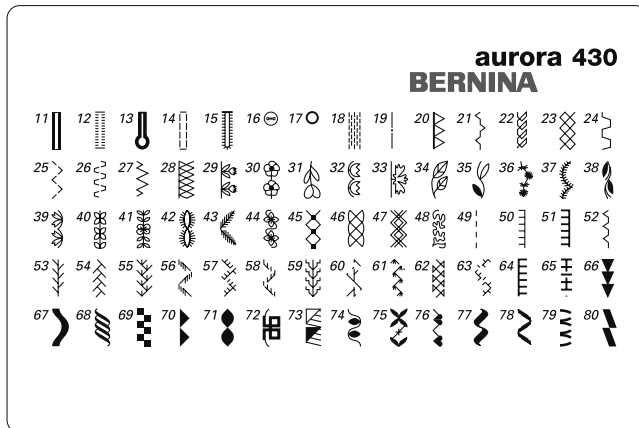 aurora 430
BERNINA
11 12 13 14 15 16 17 18 19 20 21 22 23 24
25 26 27 28 29 30 31 32 33 34 35 36 37 38
39 40 41 42 43 44 45 46 47 48 49 50 51 52
53 54 55 56 57 58 59 60 61 62 63 64 65 66
67 68 69 70 71 72 73 74 75 76 77 78 79 80